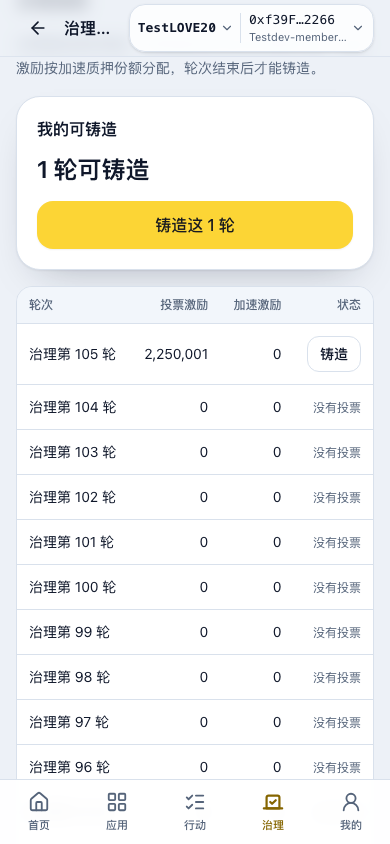 治理...
TestLOVE20
0xf39F…2266
Testdev-member...
激励按加速质押份额分配，轮次结束后才能铸造。
我的可铸造
1 轮可铸造
铸造这 1 轮
轮次 投票激励 加速激励 状态
治理第 105 轮 2,250,001 0 铸造
治理第 104 轮 0 0 没有投票
治理第 103 轮 0 0 没有投票
治理第 102 轮 0 0 没有投票
治理第 101 轮 0 0 没有投票
治理第 100 轮 0 0 没有投票
治理第 99 轮 0 0 没有投票
治理第 98 轮 0 0 没有投票
治理第 97 轮 0 0 没有投票
治理第 96 轮 0 0 没有投票
首页 应用 行动 治理 我的